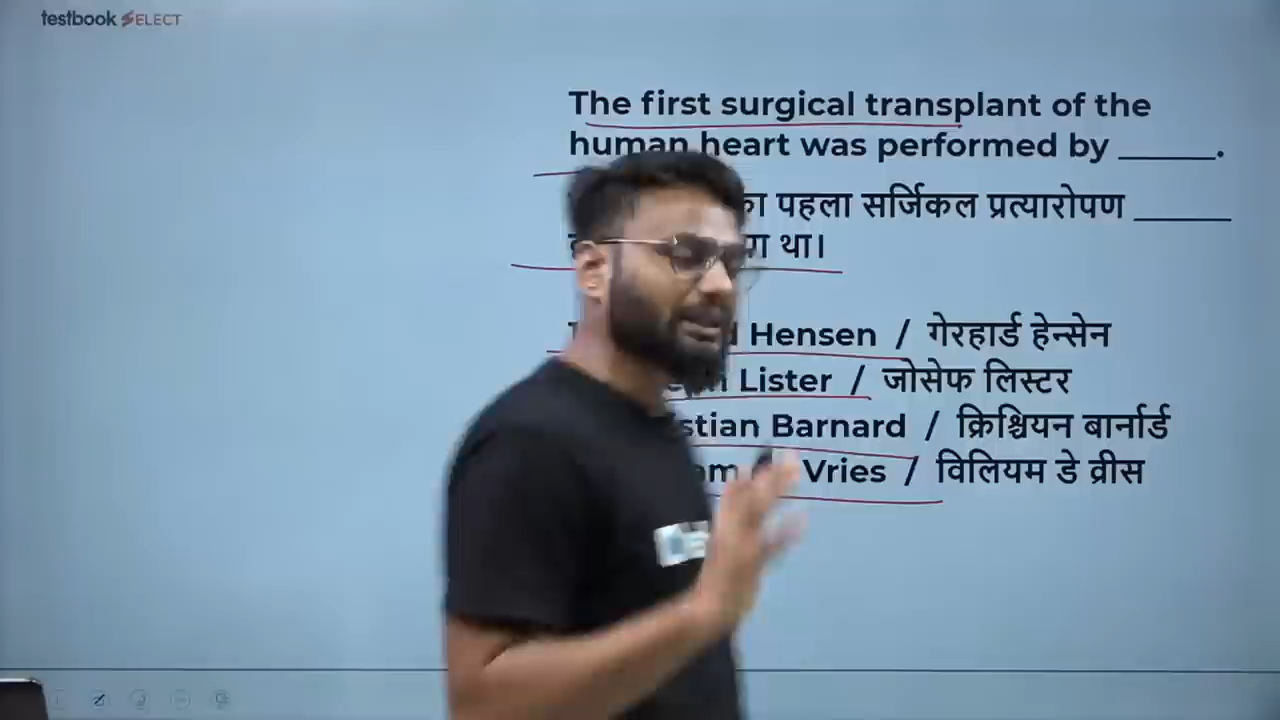 testbook SELECT
The first surgical transplant of the
human heart was performed by ______.
का पहला सर्जिकल प्रत्यारोपण ______
था।
Hensen / गेरहार्ड हेन्सेन
Lister / जोसेफ लिस्टर
Barnard / क्रिश्चियन बार्नार्ड
Vries / विलियम डे व्रीस